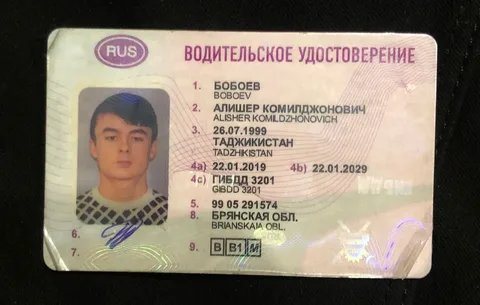 RUS ВОДИТЕЛЬСКОЕ УДОСТОВЕРЕНИЕ
1. БОБОЕВ
BOBOEV
2. АЛИШЕР КОМИЛДЖОНОВИЧ
ALISHER KOMILDZHONOVICH
3. 26.07.1999
ТАДЖИКИСТАН
TADZHIKISTAN
4a) 22.01.2019 4b) 22.01.2029
4c) ГИБДД 3201
GIBDD 3201
5. 99 05 291574
8. БРЯНСКАЯ ОБЛ.
BRIANSKAIA OBL.
6.
7.
9. B B1 M